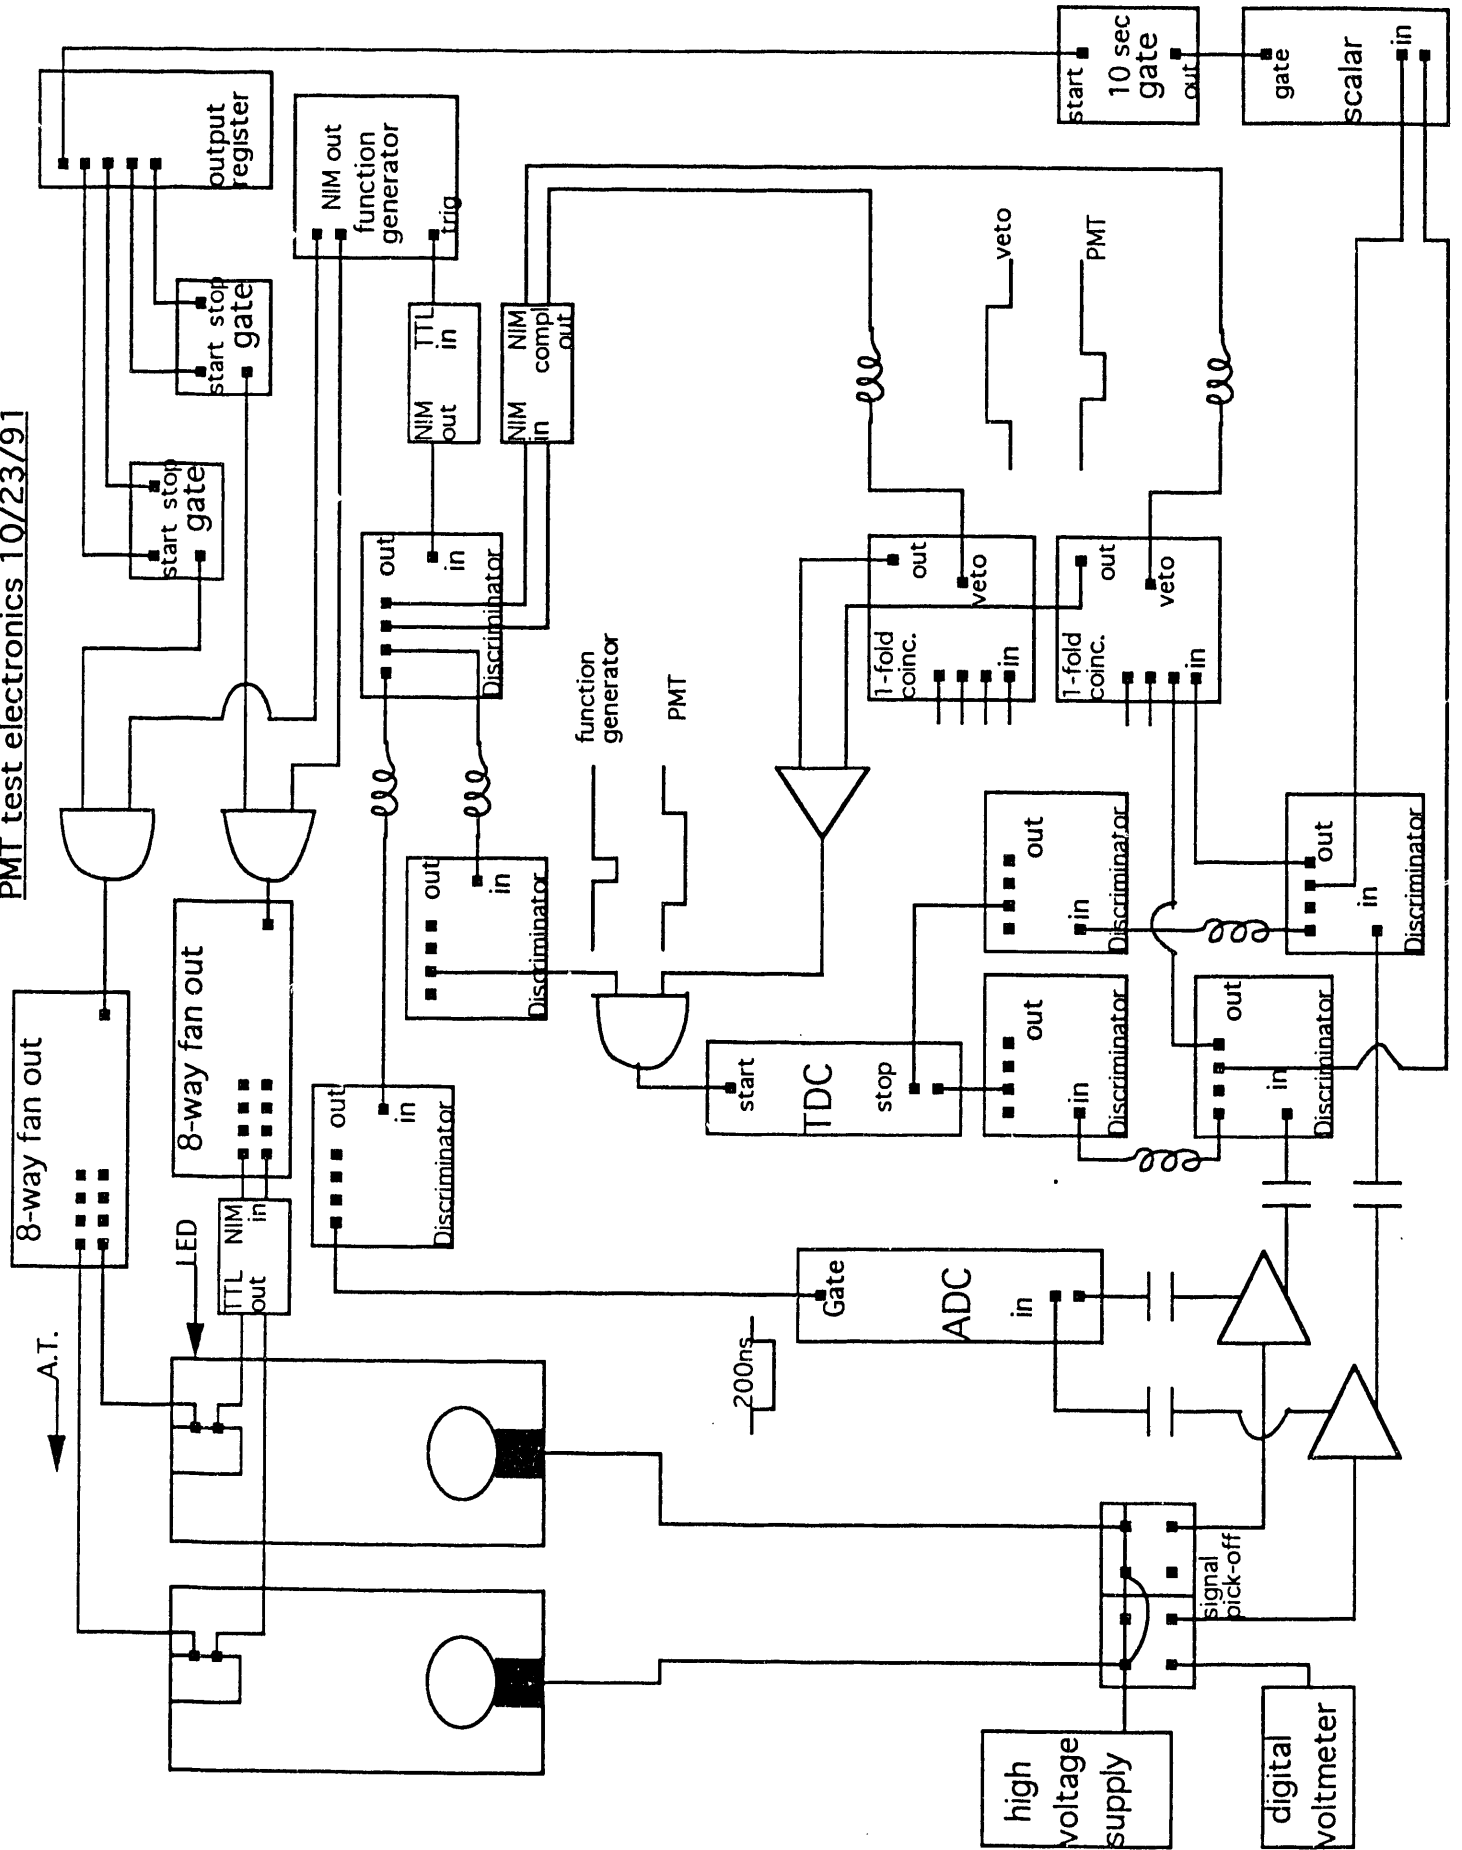 PMT test electronics 10/23/91
8-way fan out
A.T.
8-way fan out
LED
TTL
out
NIM
in
start stop
gate
start stop
gate
output
register
NIM out
function
generator
trig
NIM
out
TTL
in
NIM
in
NIM
compl
out
out
in
Discriminator
out
in
Discriminator
out
in
Discriminator
function
generator
PMT
200ns
Gate
ADC
in
start
TDC
stop
1-fold
coinc.
in
out
veto
1-fold
coinc.
in
out
veto
veto
PMT
out
in
Discriminator
out
in
Discriminator
out
in
Discriminator
out
in
Discriminator
start
10 sec
gate
out
gate
scalar
in
signal
pick-off
high
voltage
supply
digital
voltmeter